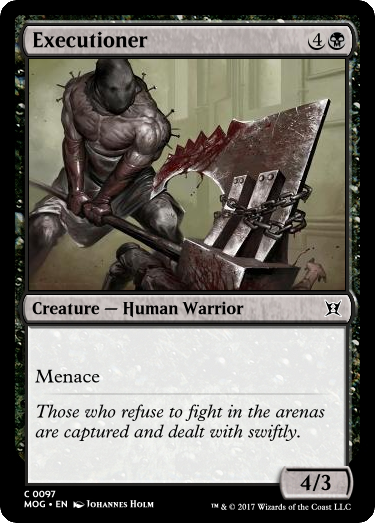 Executioner 4
Creature — Human Warrior
Menace
Those who refuse to fight in the arenas
are captured and dealt with swiftly.
4/3
C 0097
MOG • EN Johannes Holm
™ & © 2017 Wizards of the Coast LLC